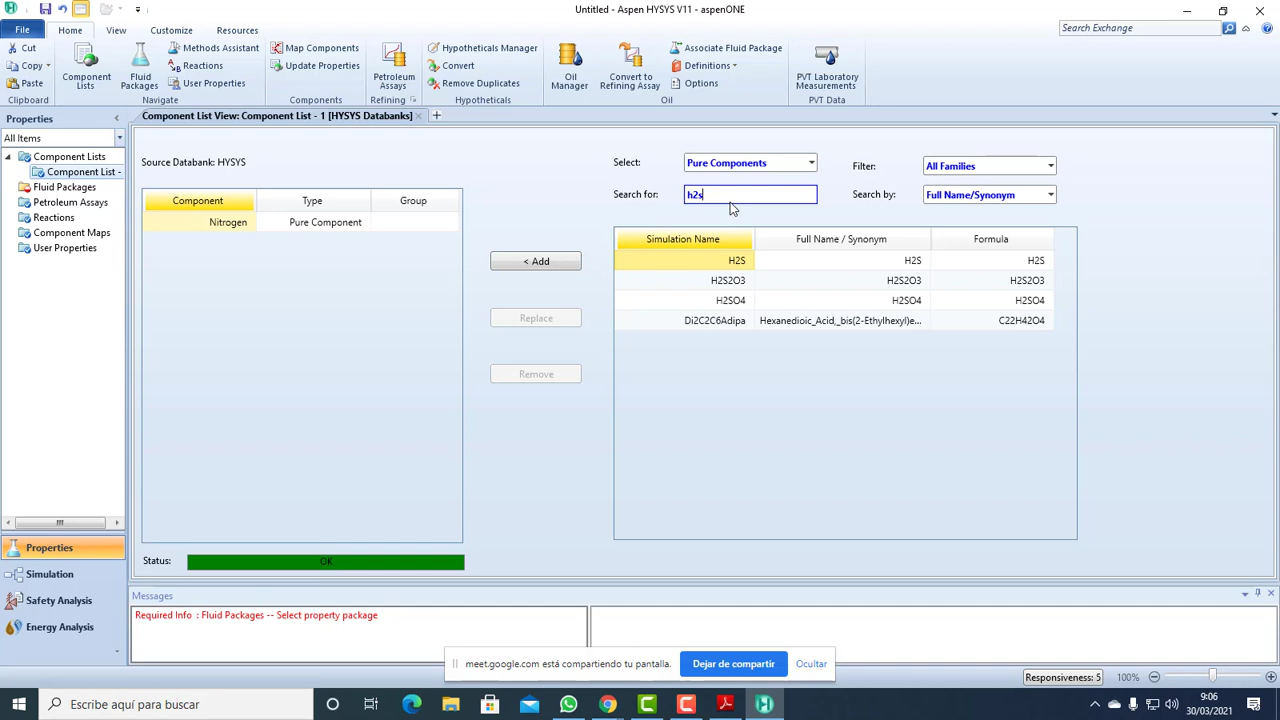 Untitled - Aspen HYSYS V11 - aspenONE
File
Home
View
Customize
Resources
Search Exchange
Cut
Copy
Paste
Clipboard
Component Lists
Fluid Packages
Methods Assistant
Reactions
User Properties
Navigate
Map Components
Update Properties
Components
Petroleum Assays
Refining
Hypotheticals Manager
Convert
Remove Duplicates
Hypotheticals
Oil Manager
Convert to Refining Assay
Associate Fluid Package
Definitions
Options
Oil
PVT Laboratory Measurements
PVT Data
Properties
All Items
Component Lists
Component List -
Fluid Packages
Petroleum Assays
Reactions
Component Maps
User Properties
Properties
Simulation
Safety Analysis
Energy Analysis
Component List View: Component List - 1 [HYSYS Databanks]
Source Databank: HYSYS
Component Type Group
Nitrogen Pure Component
Status: OK
< Add
Replace
Remove
Select: Pure Components
Filter: All Families
Search for: h2s
Search by: Full Name/Synonym
Simulation Name Full Name / Synonym Formula
H2S H2S H2S
H2S2O3 H2S2O3 H2S2O3
H2SO4 H2SO4 H2SO4
Di2C2C6Adipa Hexanedioic_Acid,_bis(2-Ethylhexyl)e... C22H42O4
Messages
Required Info : Fluid Packages -- Select property package
meet.google.com está compartiendo tu pantalla.
Dejar de compartir
Ocultar
Responsiveness: 5
100%
Escribe aquí para buscar
9:06
30/03/2021